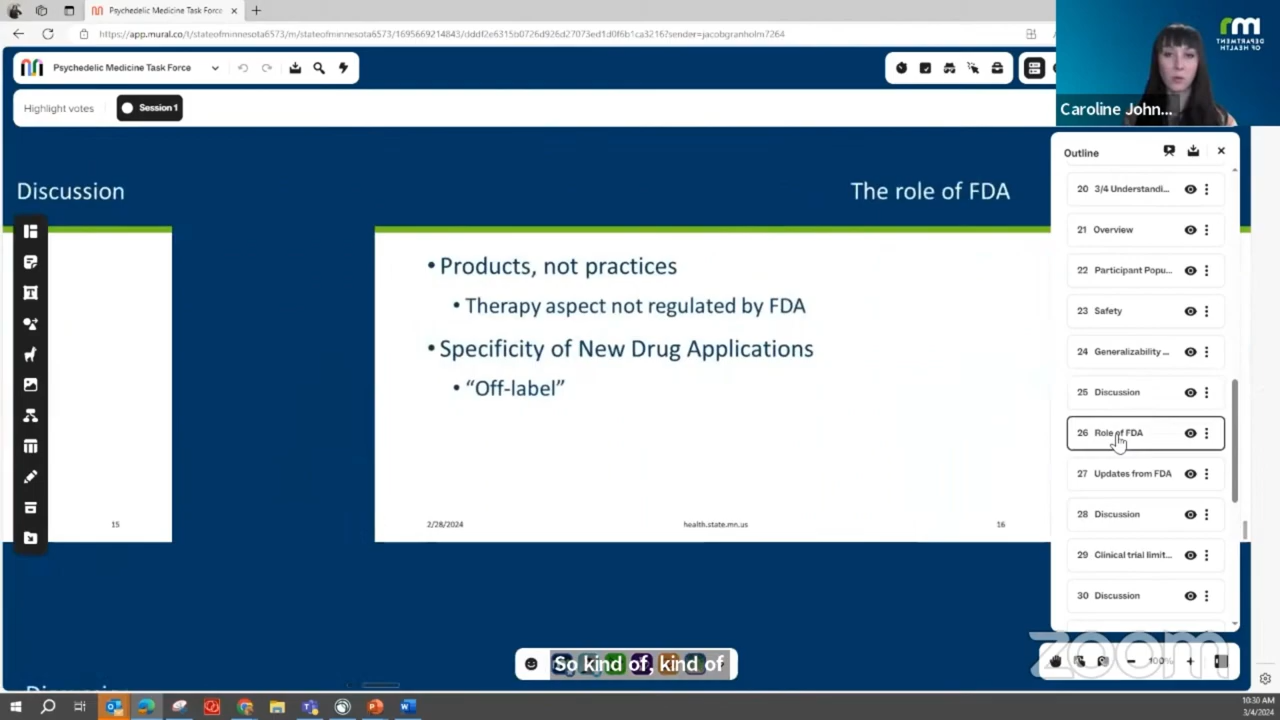 Psychedelic Medicine Task Force
https://app.mural.co/t/stateofminnesota6573/m/stateofminnesota6573/1695669214843/dddf2e6315b0726d926d27073ed1d0f6b1ca3216?sender=jacobgranholm7264
Psychedelic Medicine Task Force
Highlight votes
Session 1
DEPARTMENT
OF HEALTH
Caroline John...
Discussion
The role of FDA
• Products, not practices
• Therapy aspect not regulated by FDA
• Specificity of New Drug Applications
• “Off-label”
15
2/28/2024
health.state.mn.us
16
Outline
20 3/4 Understandi...
21 Overview
22 Participant Popu...
23 Safety
24 Generalizability ...
25 Discussion
26 Role of FDA
27 Updates from FDA
28 Discussion
29 Clinical trial limit...
30 Discussion
So kind of, kind of
zoom
100%
10:30 AM
3/4/2024